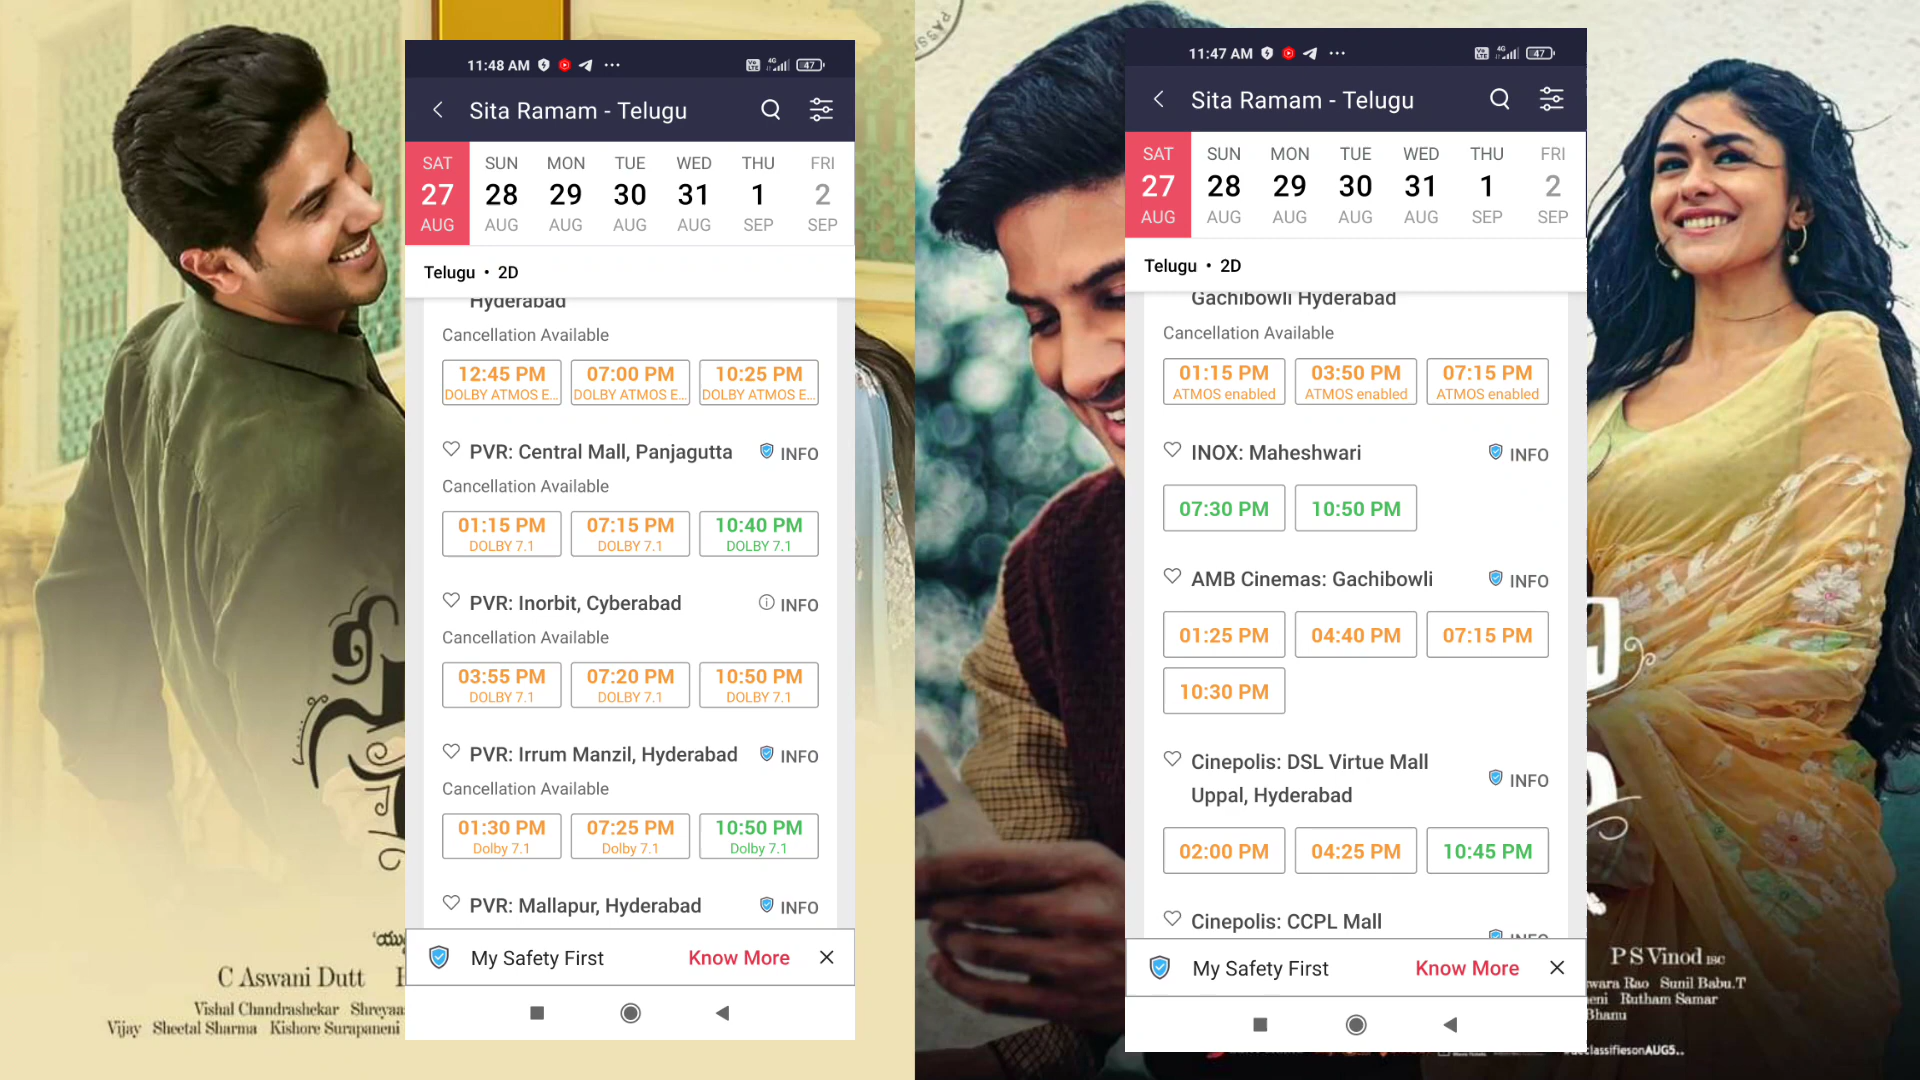 11:48 AM
47
Sita Ramam - Telugu
SAT SUN MON TUE WED THU FRI
27 28 29 30 31 1 2
AUG AUG AUG AUG AUG SEP SEP
Telugu • 2D
Hyderabad
Cancellation Available
12:45 PM 07:00 PM 10:25 PM
DOLBY ATMOS E... DOLBY ATMOS E... DOLBY ATMOS E...
PVR: Central Mall, Panjagutta INFO
Cancellation Available
01:15 PM 07:15 PM 10:40 PM
DOLBY 7.1 DOLBY 7.1 DOLBY 7.1
PVR: Inorbit, Cyberabad INFO
Cancellation Available
03:55 PM 07:20 PM 10:50 PM
DOLBY 7.1 DOLBY 7.1 DOLBY 7.1
PVR: Irrum Manzil, Hyderabad INFO
Cancellation Available
01:30 PM 07:25 PM 10:50 PM
Dolby 7.1 Dolby 7.1 Dolby 7.1
PVR: Mallapur, Hyderabad INFO
My Safety First Know More
C Aswani Dutt
Vishal Chandrashekar
Vijay Sheetal Sharma Kishore Surapaneni
11:47 AM
47
Sita Ramam - Telugu
SAT SUN MON TUE WED THU FRI
27 28 29 30 31 1 2
AUG AUG AUG AUG AUG SEP SEP
Telugu • 2D
Gachibowli Hyderabad
Cancellation Available
01:15 PM 03:50 PM 07:15 PM
ATMOS enabled ATMOS enabled ATMOS enabled
INOX: Maheshwari INFO
07:30 PM 10:50 PM
AMB Cinemas: Gachibowli INFO
01:25 PM 04:40 PM 07:15 PM
10:30 PM
Cinepolis: DSL Virtue Mall
Uppal, Hyderabad INFO
02:00 PM 04:25 PM 10:45 PM
Cinepolis: CCPL Mall
INFO
My Safety First Know More
P S Vinod ISC
Rao Sunil Babu.T
Rutham Samar
Bhanu
classifiesonAUG5..